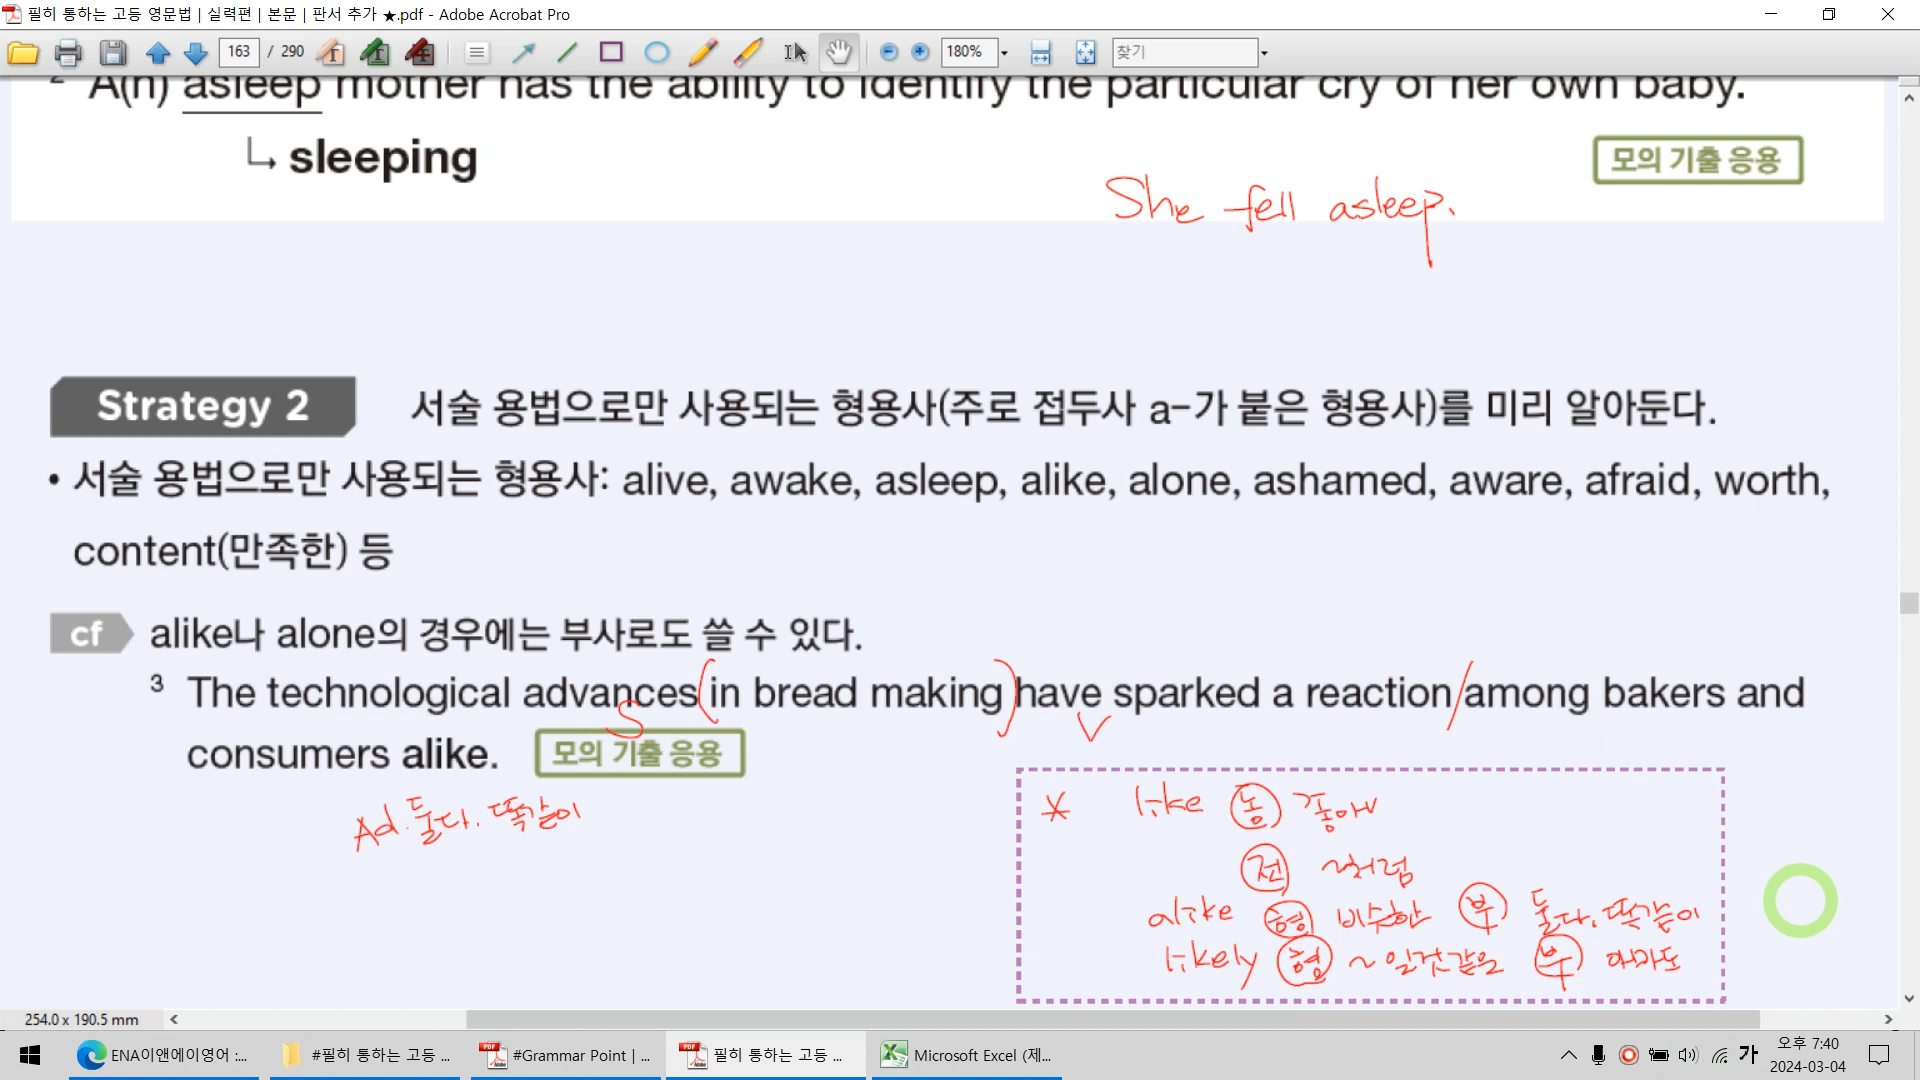 필히 통하는 고등 영문법 | 실력편 | 본문 | 판서 추가 ★.pdf - Adobe Acrobat Pro
163 / 290 180% 찾기
2 A(n) asleep mother has the ability to identify the particular cry of her own baby.
sleeping
모의 기출 응용
She fell asleep.
Strategy 2 서술 용법으로만 사용되는 형용사(주로 접두사 a-가 붙은 형용사)를 미리 알아둔다.
• 서술 용법으로만 사용되는 형용사: alive, awake, asleep, alike, alone, ashamed, aware, afraid, worth,
content(만족한) 등
cf alike나 alone의 경우에는 부사로도 쓸 수 있다.
3 The technological advances (in bread making) have sparked a reaction / among bakers and
S V
consumers alike. 모의 기출 응용
Ad. 둘다. 똑같이
* like 동 좋아
전 ~처럼
alike 형 비슷한 부 둘다. 똑같이
likely 형 ~일것같은 부 아마도
254.0 x 190.5 mm
ENA이앤에이영어 :... #필히 통하는 고등 ... #Grammar Point | ... 필히 통하는 고등 ... Microsoft Excel (제... 가 오후 7:40
2024-03-04